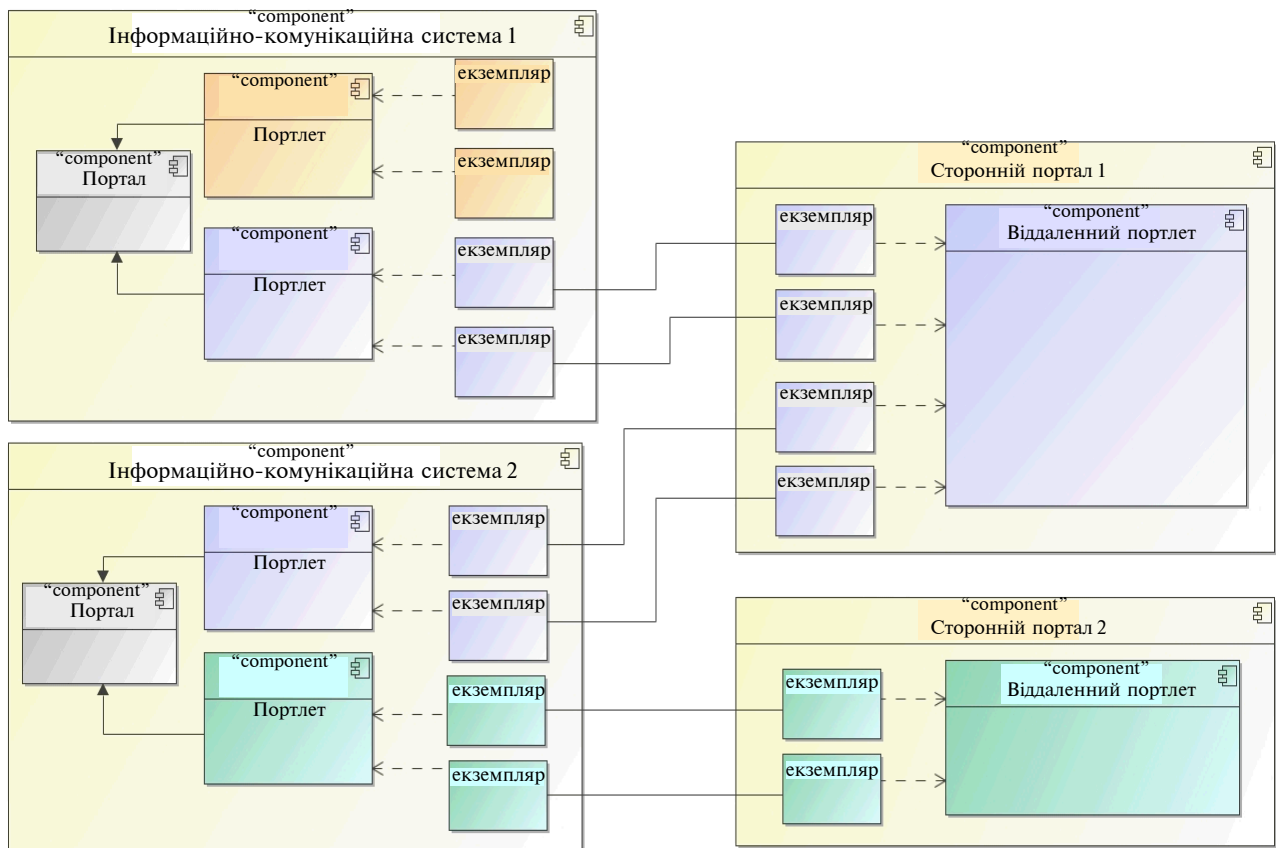 “component”
Інформаційно-комунікаційна система 1
“component”
Портлет
екземпляр
екземпляр
“component”
Портал
“component”
Портлет
екземпляр
екземпляр
“component”
Сторонній портал 1
екземпляр
екземпляр
екземпляр
екземпляр
“component”
Віддаленний портлет
“component”
Інформаційно-комунікаційна система 2
“component”
Портлет
екземпляр
екземпляр
“component”
Портал
“component”
Портлет
екземпляр
екземпляр
“component”
Сторонній портал 2
екземпляр
екземпляр
“component”
Віддаленний портлет